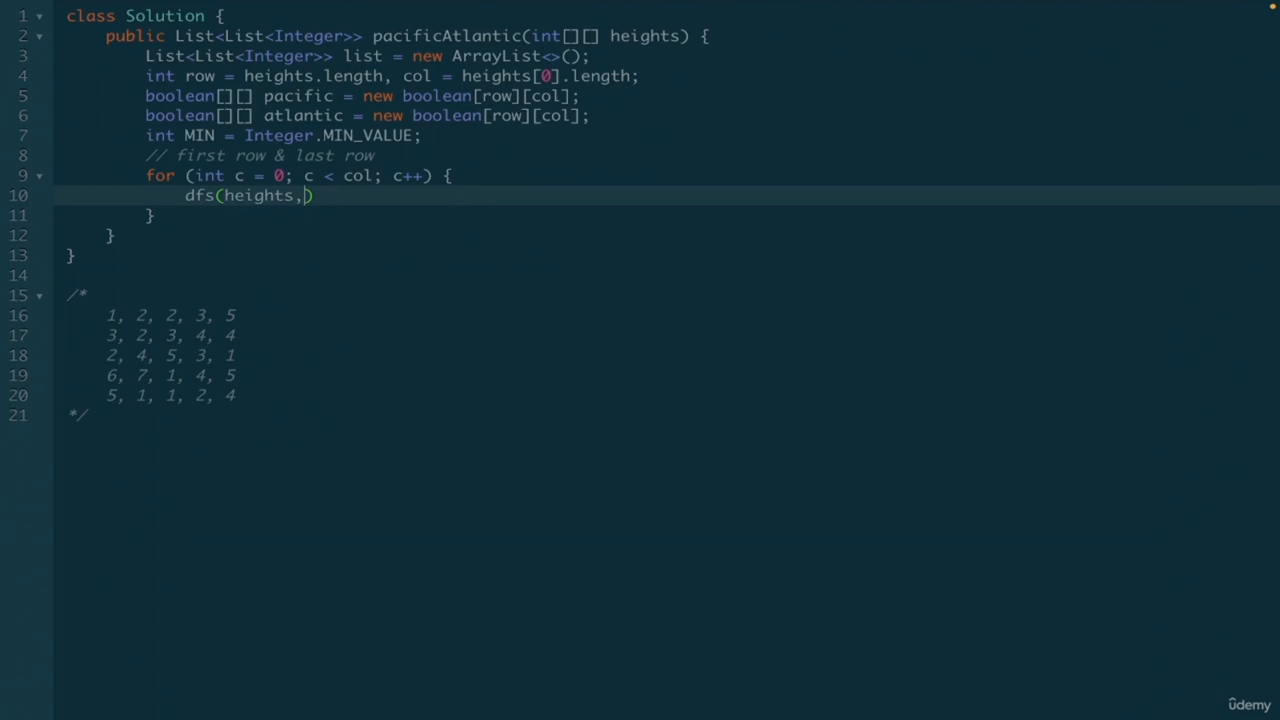 1 class Solution {
2 public List<List<Integer>> pacificAtlantic(int[][] heights) {
3 List<List<Integer>> list = new ArrayList<>();
4 int row = heights.length, col = heights[0].length;
5 boolean[][] pacific = new boolean[row][col];
6 boolean[][] atlantic = new boolean[row][col];
7 int MIN = Integer.MIN_VALUE;
8 // first row & last row
9 for (int c = 0; c < col; c++) {
10 dfs(heights,)
11 }
12 }
13 }
14
15 /*
16 1, 2, 2, 3, 5
17 3, 2, 3, 4, 4
18 2, 4, 5, 3, 1
19 6, 7, 1, 4, 5
20 5, 1, 1, 2, 4
21 */
ûdemy